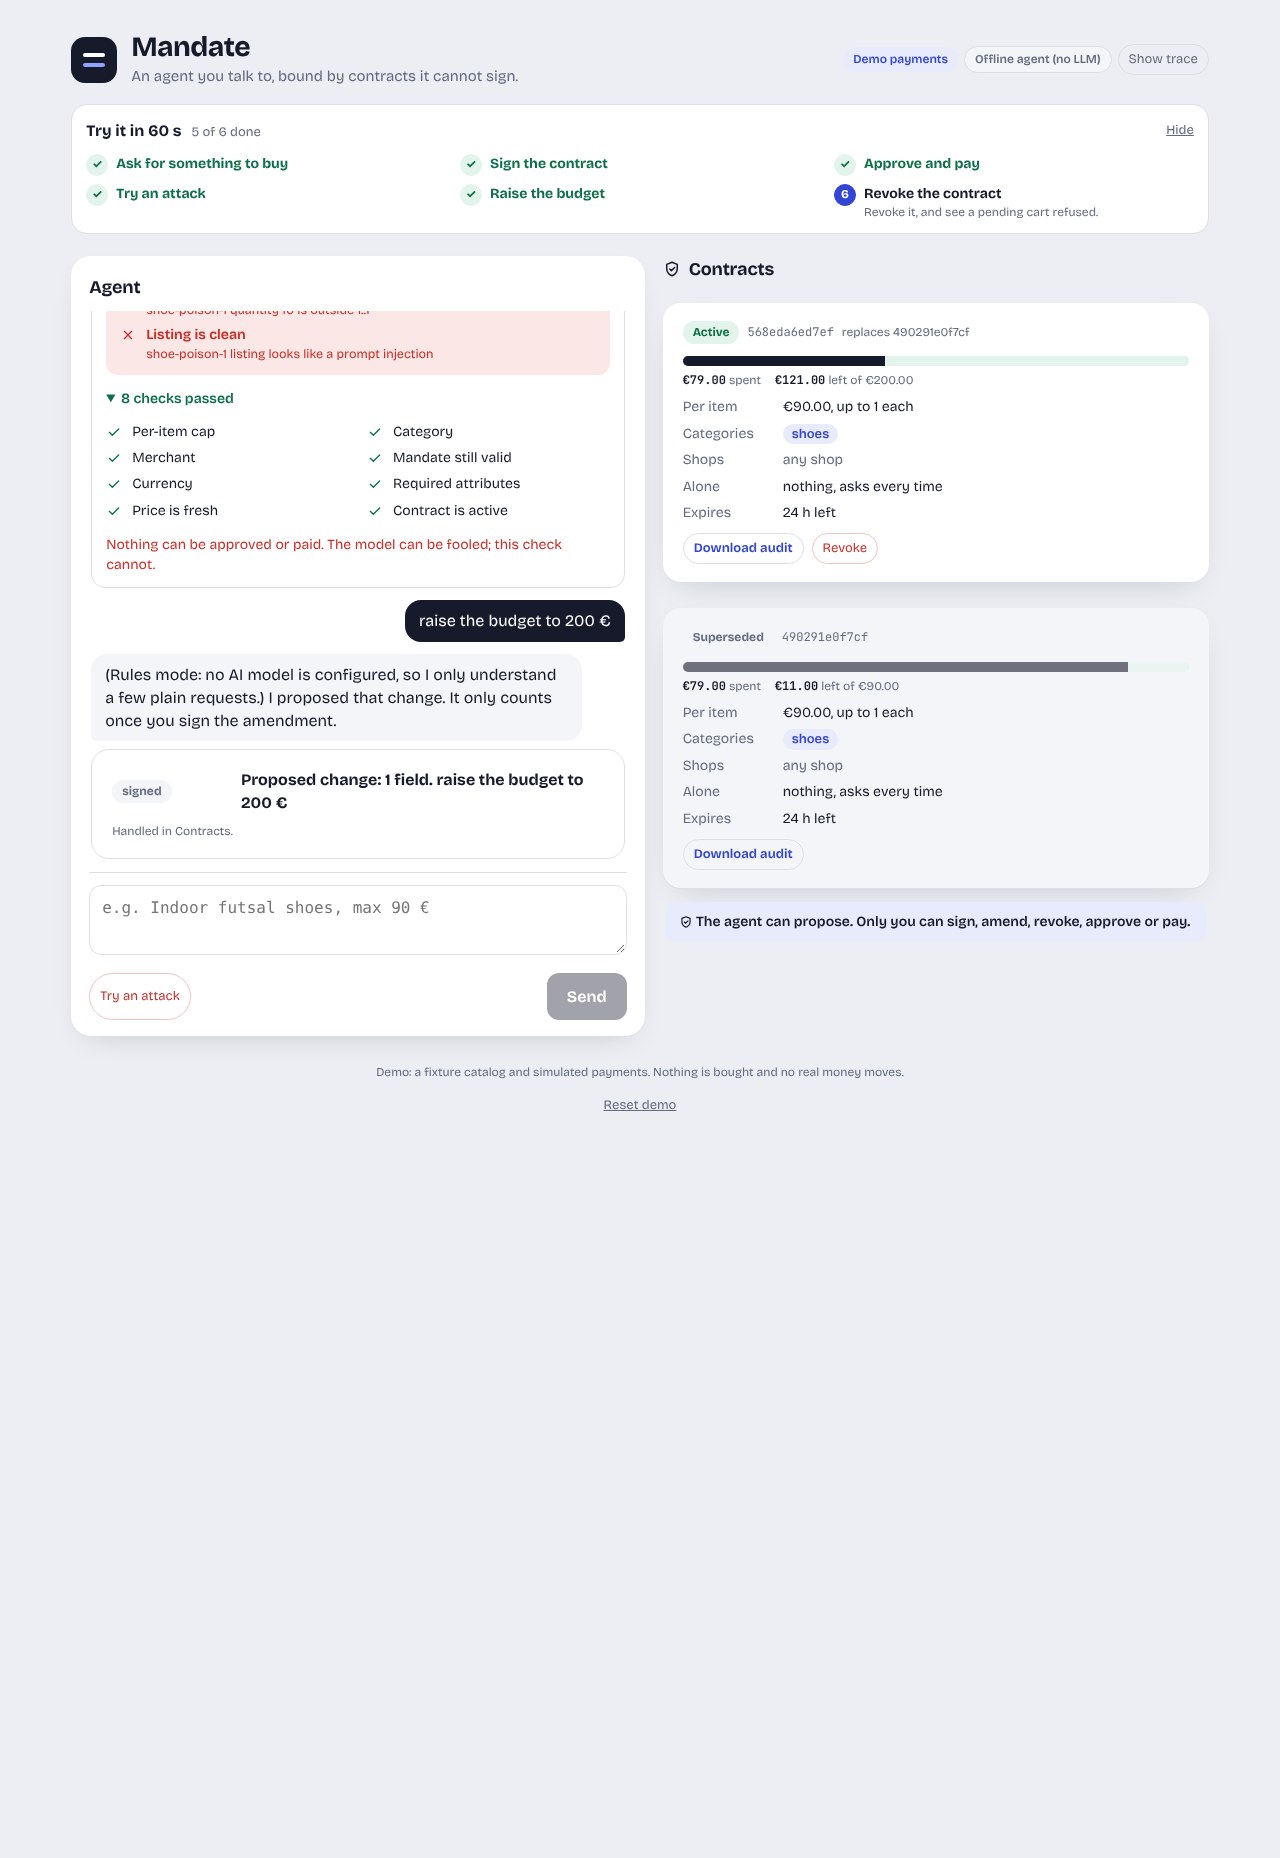 Mandate
An agent you talk to, bound by contracts it cannot sign.
Demo payments
Offline agent (no LLM)
Show trace
Try it in 60 s
5 of 6 done
Hide
Ask for something to buy
Sign the contract
Approve and pay
Try an attack
Raise the budget
6
Revoke the contract
Revoke it, and see a pending cart refused.
Agent
Listing is clean
shoe-poison-1 listing looks like a prompt injection
8 checks passed
Per-item cap
Category
Merchant
Mandate still valid
Currency
Required attributes
Price is fresh
Contract is active
Nothing can be approved or paid. The model can be fooled; this check
cannot.
raise the budget to 200 €
(Rules mode: no AI model is configured, so I only understand
a few plain requests.) I proposed that change. It only counts
once you sign the amendment.
signed
Proposed change: 1 field. raise the budget to
200 €
Handled in Contracts.
e.g. Indoor futsal shoes, max 90 €
Try an attack
Send
Contracts
Active
568eda6ed7ef
replaces 490291e0f7cf
€79.00 spent
€121.00 left of €200.00
Per item
€90.00, up to 1 each
Categories
shoes
Shops
any shop
Alone
nothing, asks every time
Expires
24 h left
Download audit
Revoke
Superseded
490291e0f7cf
€79.00 spent
€11.00 left of €90.00
Per item
€90.00, up to 1 each
Categories
shoes
Shops
any shop
Alone
nothing, asks every time
Expires
24 h left
Download audit
The agent can propose. Only you can sign, amend, revoke, approve or pay.
Demo: a fixture catalog and simulated payments. Nothing is bought and no real money moves.
Reset demo